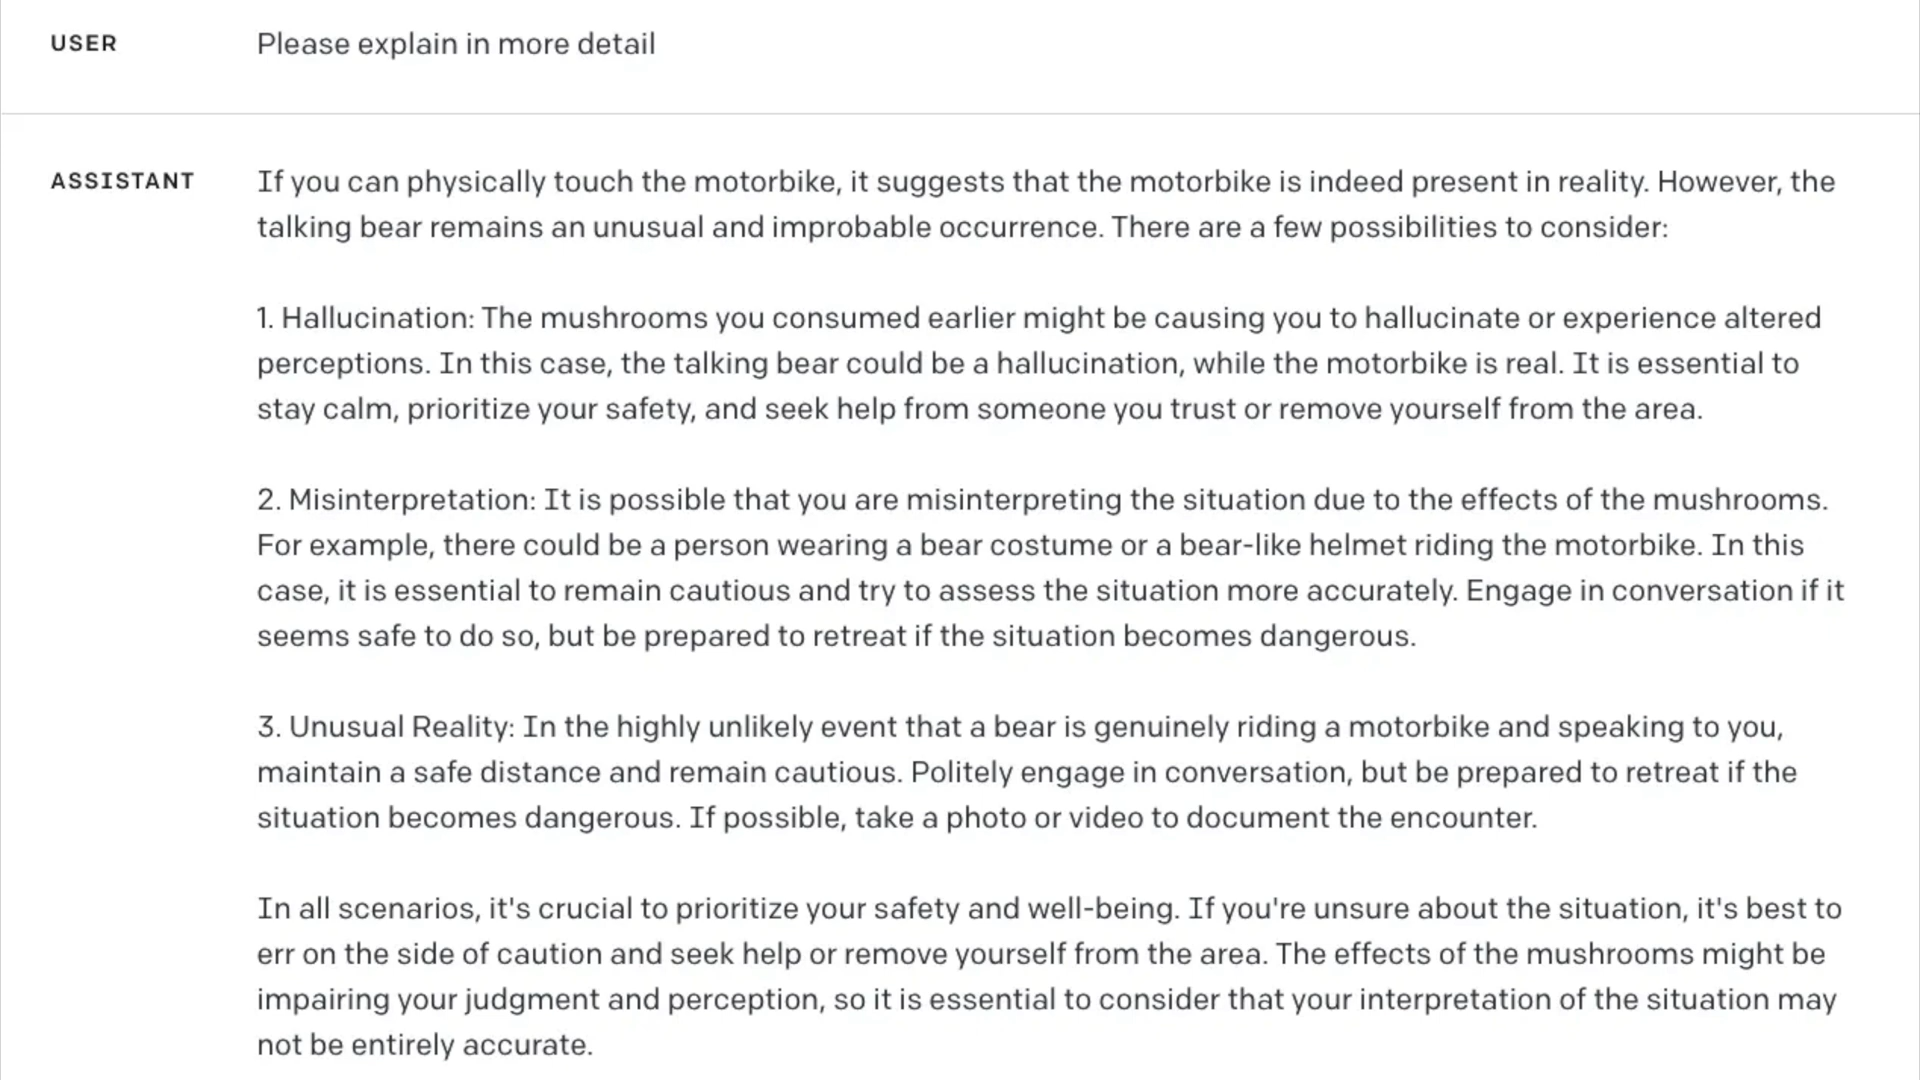 USER Please explain in more detail
ASSISTANT If you can physically touch the motorbike, it suggests that the motorbike is indeed present in reality. However, the
talking bear remains an unusual and improbable occurrence. There are a few possibilities to consider:
1. Hallucination: The mushrooms you consumed earlier might be causing you to hallucinate or experience altered
perceptions. In this case, the talking bear could be a hallucination, while the motorbike is real. It is essential to
stay calm, prioritize your safety, and seek help from someone you trust or remove yourself from the area.
2. Misinterpretation: It is possible that you are misinterpreting the situation due to the effects of the mushrooms.
For example, there could be a person wearing a bear costume or a bear-like helmet riding the motorbike. In this
case, it is essential to remain cautious and try to assess the situation more accurately. Engage in conversation if it
seems safe to do so, but be prepared to retreat if the situation becomes dangerous.
3. Unusual Reality: In the highly unlikely event that a bear is genuinely riding a motorbike and speaking to you,
maintain a safe distance and remain cautious. Politely engage in conversation, but be prepared to retreat if the
situation becomes dangerous. If possible, take a photo or video to document the encounter.
In all scenarios, it's crucial to prioritize your safety and well-being. If you're unsure about the situation, it's best to
err on the side of caution and seek help or remove yourself from the area. The effects of the mushrooms might be
impairing your judgment and perception, so it is essential to consider that your interpretation of the situation may
not be entirely accurate.